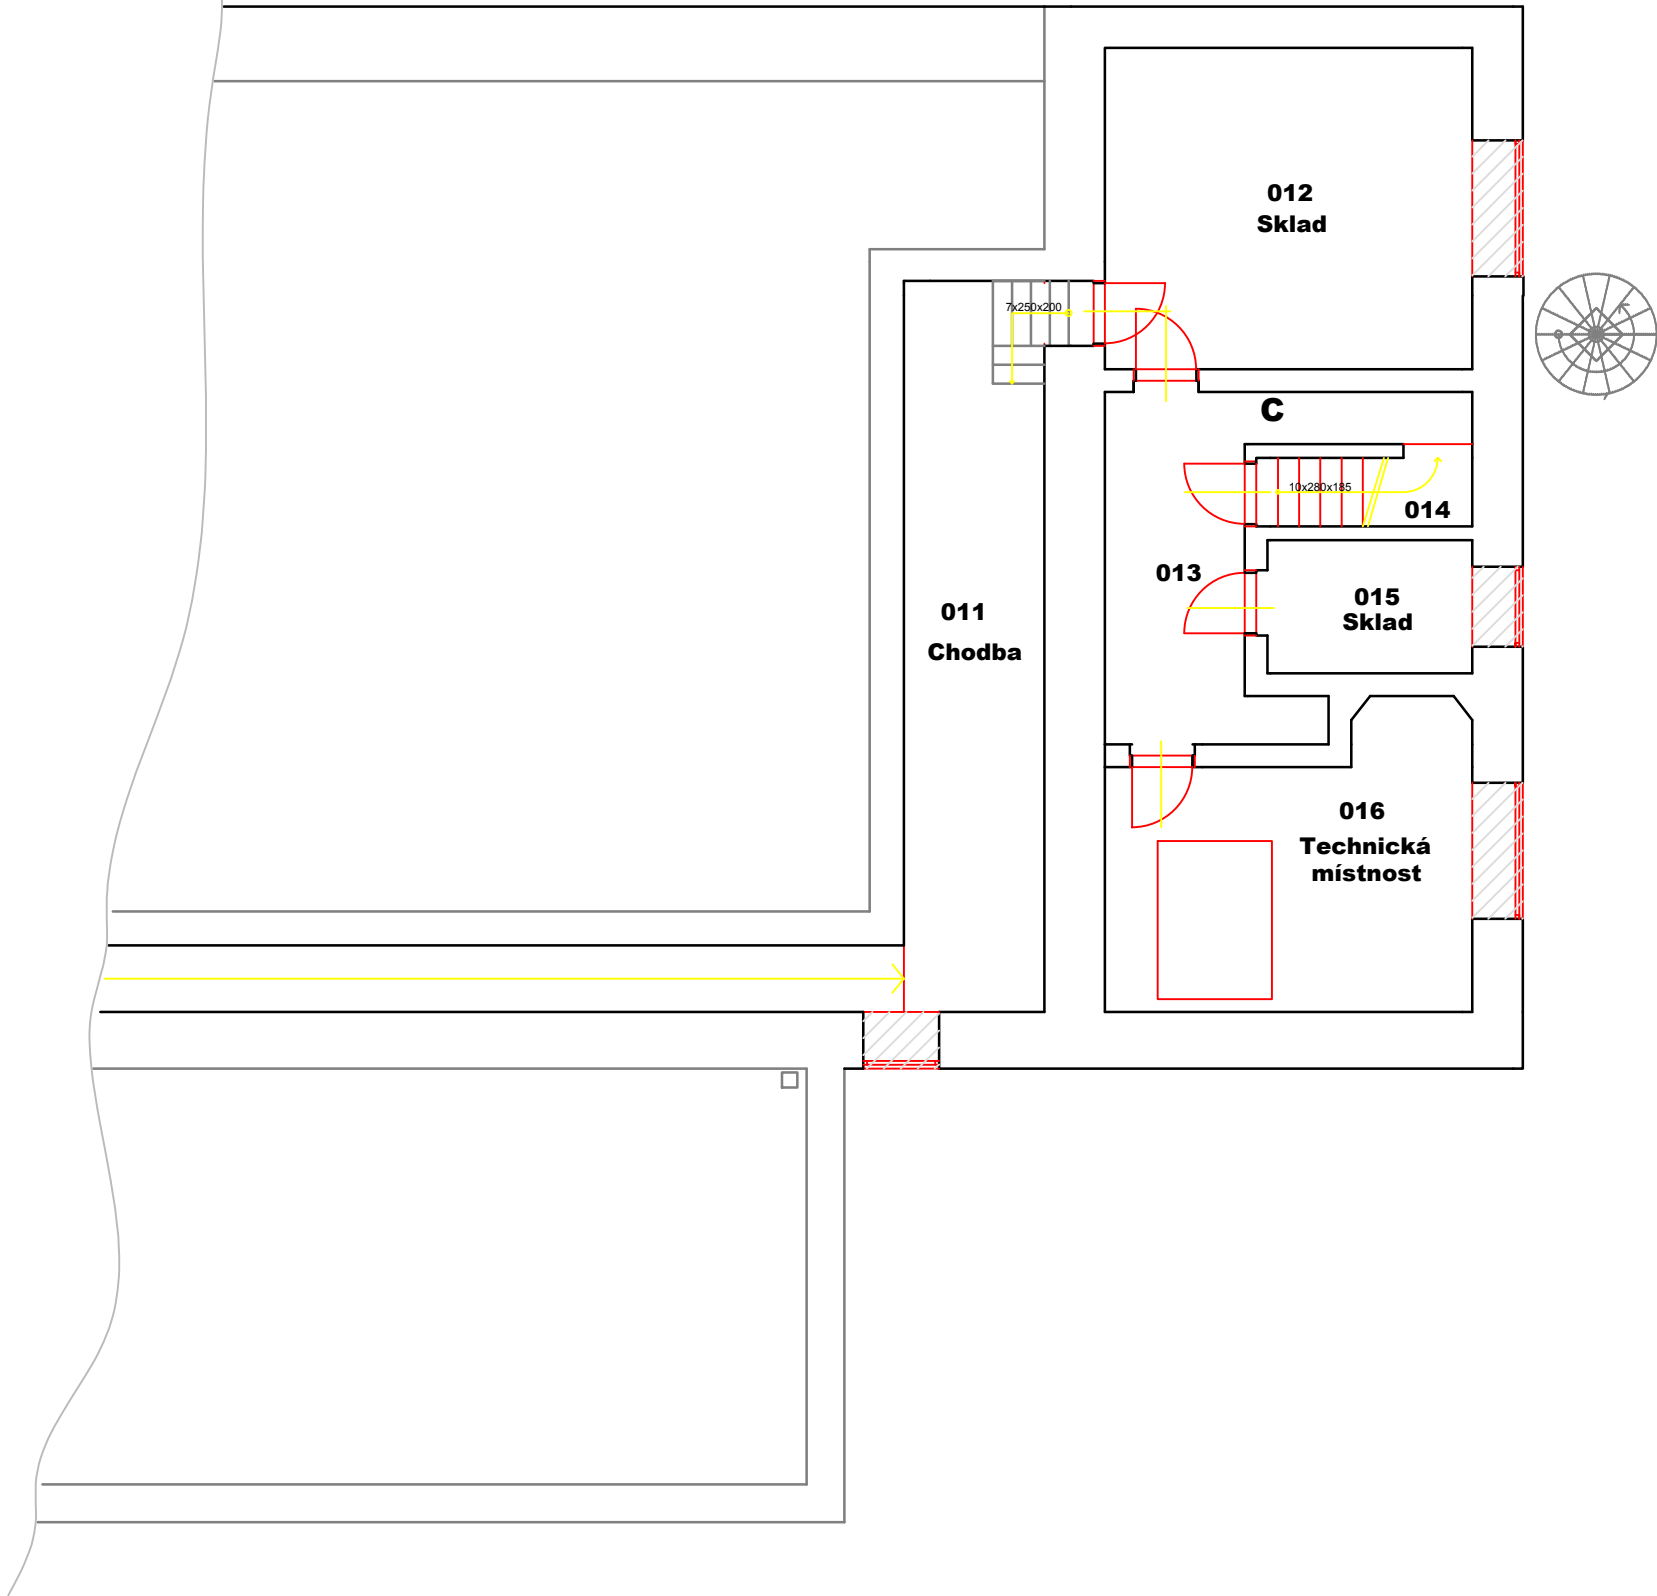 012
Sklad
7x250x200
C
10x280x185
014
013
015
Sklad
011
Chodba
016
Technická
místnost